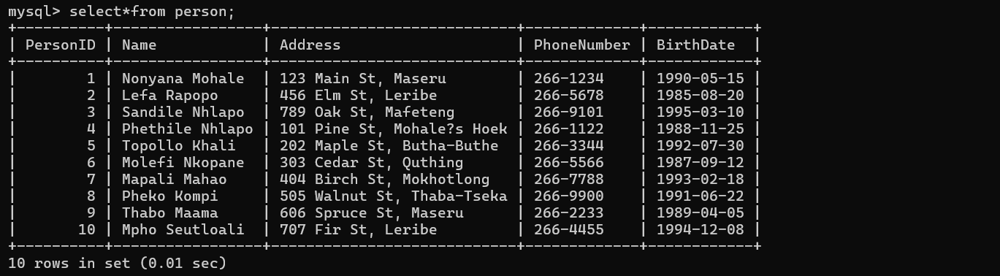 mysql> select*from person;
+----------+----------------+----------------------------+-------------+------------+
| PersonID | Name           | Address                    | PhoneNumber | BirthDate  |
+----------+----------------+----------------------------+-------------+------------+
|        1 | Nonyana Mohale | 123 Main St, Maseru        | 266-1234    | 1990-05-15 |
|        2 | Lefa Rapopo    | 456 Elm St, Leribe         | 266-5678    | 1985-08-20 |
|        3 | Sandile Nhlapo | 789 Oak St, Mafeteng       | 266-9101    | 1995-03-10 |
|        4 | Phethile Nhlapo | 101 Pine St, Mohale?s Hoek | 266-1122    | 1988-11-25 |
|        5 | Topollo Khali  | 202 Maple St, Butha-Buthe  | 266-3344    | 1992-07-30 |
|        6 | Molefi Nkopane | 303 Cedar St, Quthing      | 266-5566    | 1987-09-12 |
|        7 | Mapali Mahao   | 404 Birch St, Mokhotlong   | 266-7788    | 1993-02-18 |
|        8 | Pheko Kompi    | 505 Walnut St, Thaba-Tseka | 266-9900    | 1991-06-22 |
|        9 | Thabo Maama    | 606 Spruce St, Maseru      | 266-2233    | 1989-04-05 |
|       10 | Mpho Seutloali | 707 Fir St, Leribe         | 266-4455    | 1994-12-08 |
+----------+----------------+----------------------------+-------------+------------+
10 rows in set (0.01 sec)